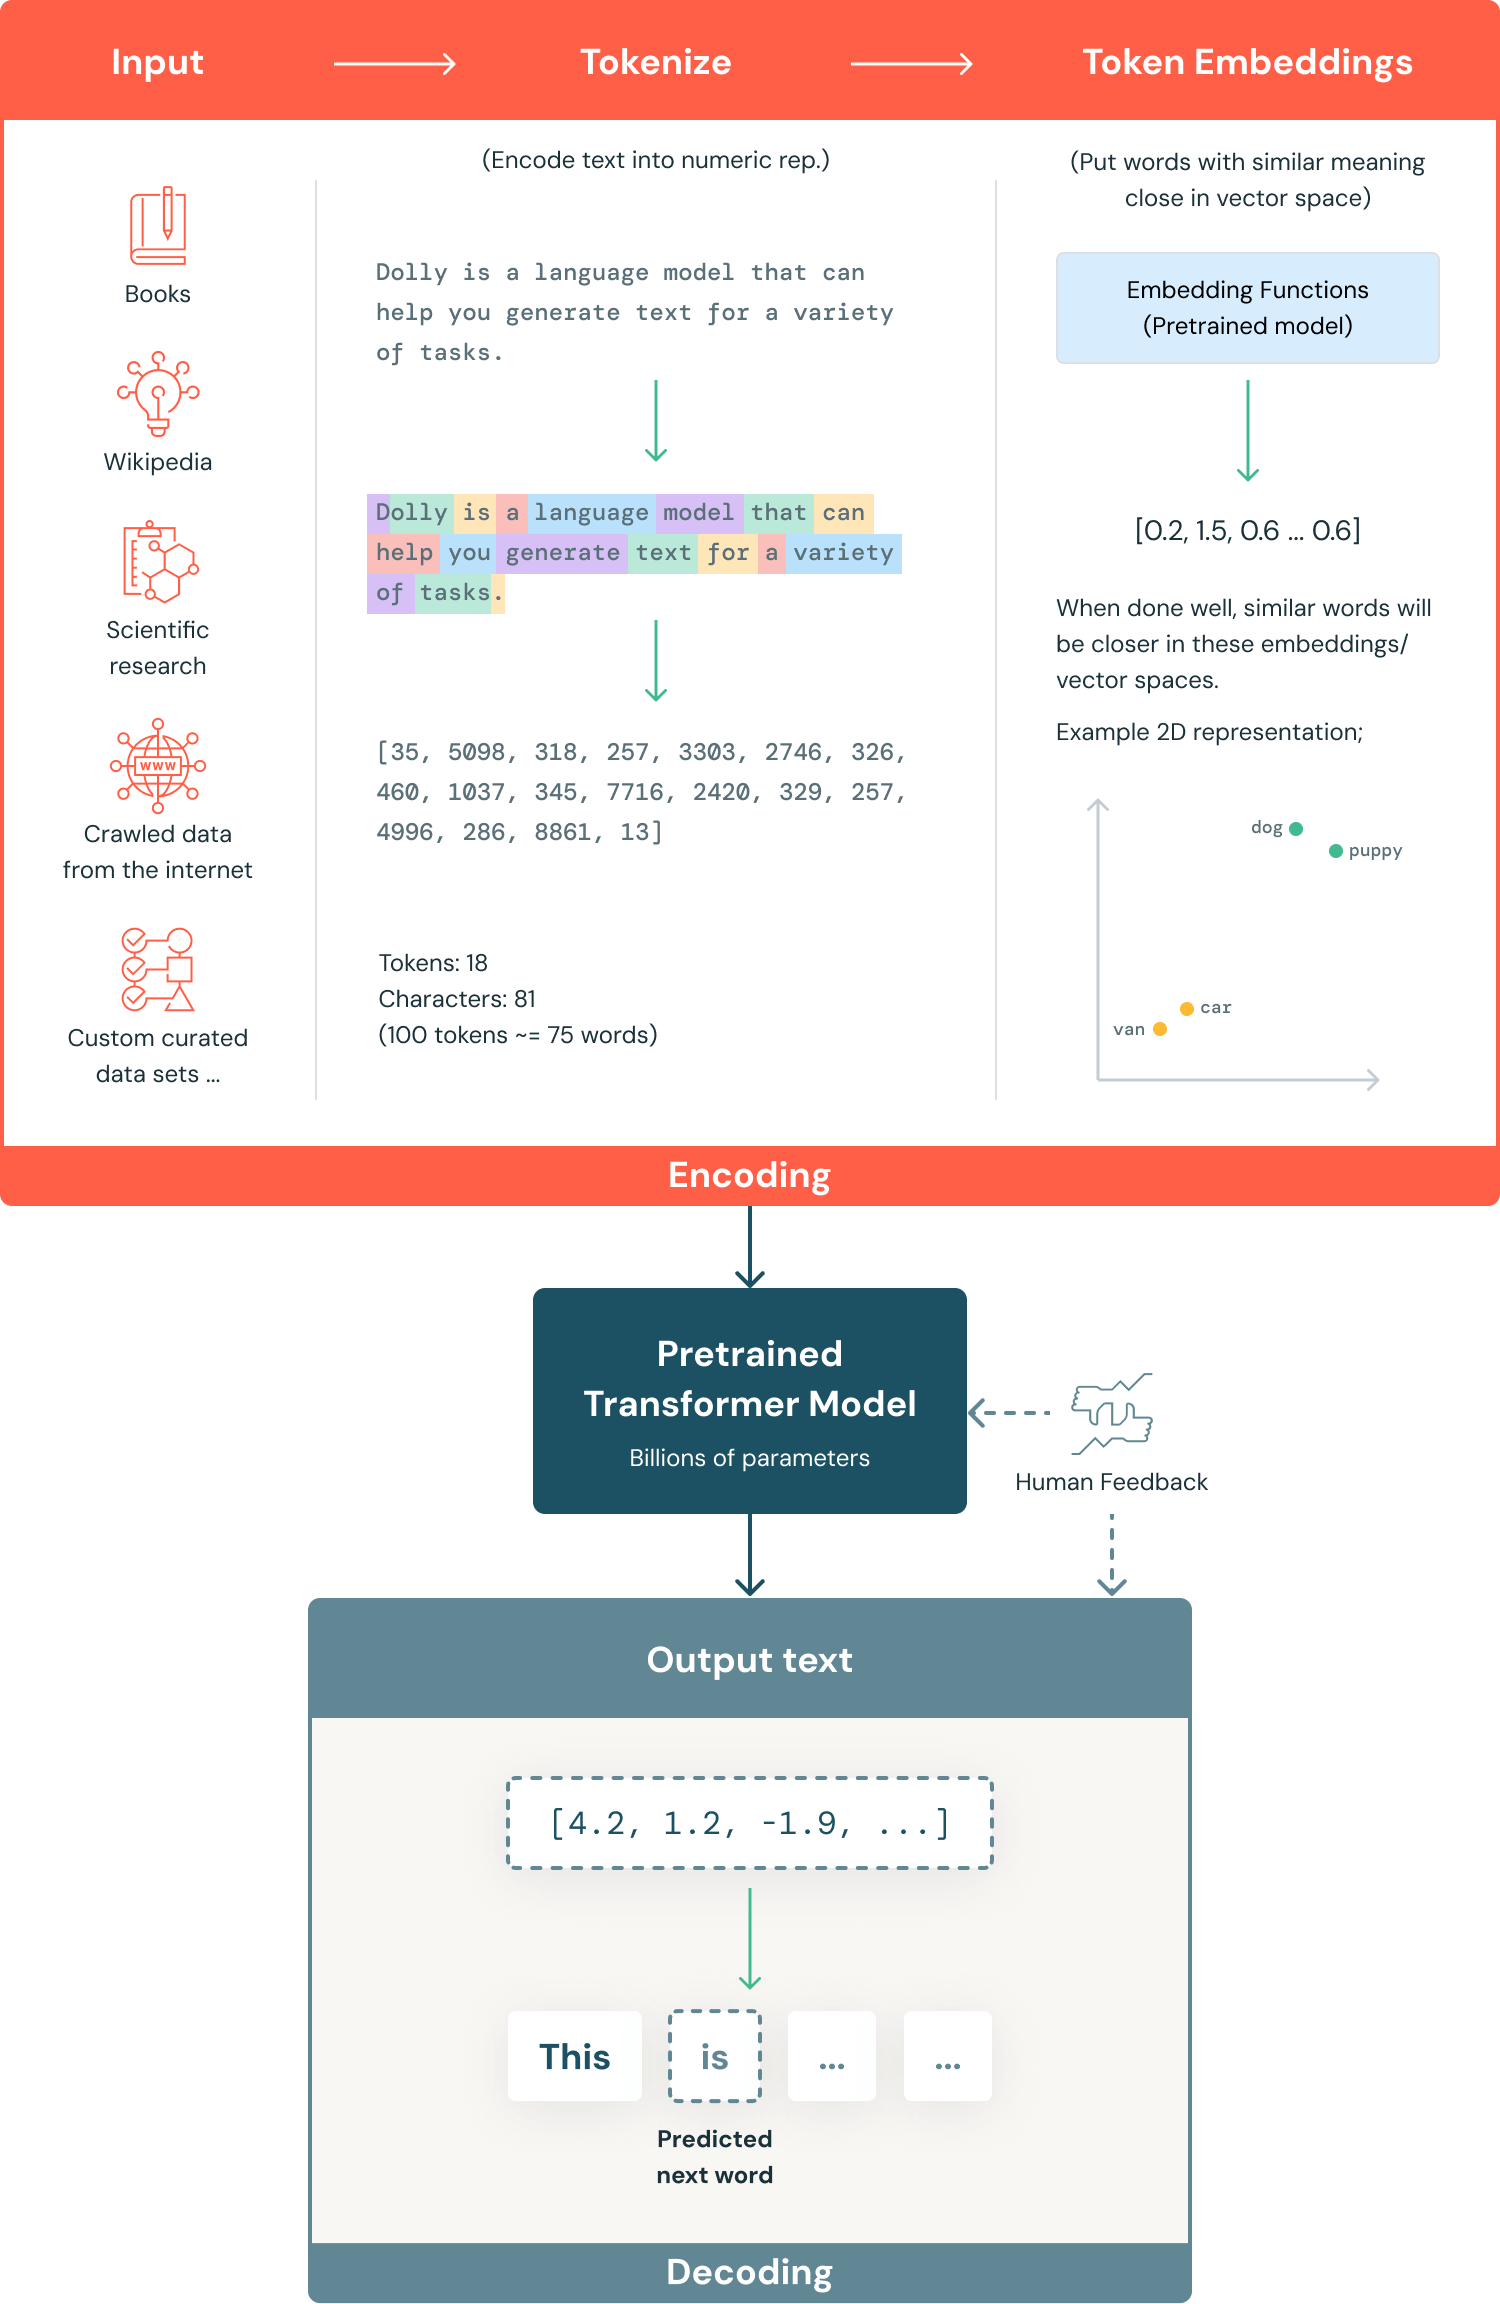 Input
Tokenize
Token Embeddings
Books
Wikipedia
Scientific
research
www
Crawled data
from the internet
Custom curated
data sets ...
(Encode text into numeric rep.)
Dolly is a language model that can
help you generate text for a variety
of tasks.
Dolly is a language model that can
help you generate text for a variety
of tasks.
[35, 5098, 318, 257, 3303, 2746, 326,
460, 1037, 345, 7716, 2420, 329, 257,
4996, 286, 8861, 13]
Tokens: 18
Characters: 81
(100 tokens ~= 75 words)
(Put words with similar meaning
close in vector space)
Embedding Functions
(Pretrained model)
[0.2, 1.5, 0.6 ... 0.6]
When done well, similar words will
be closer in these embeddings/
vector spaces.
Example 2D representation;
dog
puppy
car
van
Encoding
Pretrained
Transformer Model
Billions of parameters
Human Feedback
Output text
[4.2, 1.2, -1.9, ...]
This is ... ...
Predicted
next word
Decoding